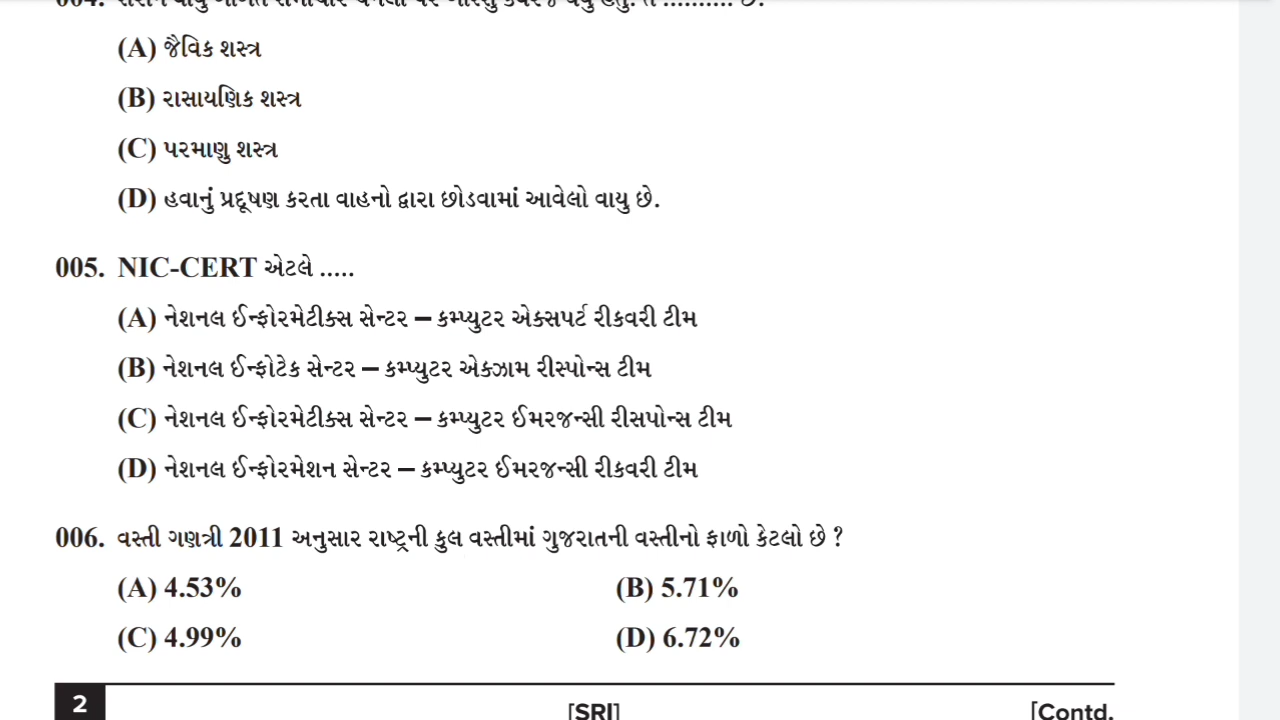 (A) જૈવિક શસ્ત્ર
(B) રાસાયણિક શસ્ત્ર
(C) પરમાણુ શસ્ત્ર
(D) હવાનું પ્રદૂષણ કરતા વાહનો દ્વારા છોડવામાં આવેલો વાયુ છે.
005. NIC-CERT એટલે .....
(A) નેશનલ ઈન્ફોરમેટીક્સ સેન્ટર – કમ્પ્યુટર એક્સપર્ટ રીકવરી ટીમ
(B) નેશનલ ઈન્ફોટેક સેન્ટર – કમ્પ્યુટર એક્ઝામ રીસ્પોન્સ ટીમ
(C) નેશનલ ઈન્ફોરમેટીક્સ સેન્ટર – કમ્પ્યુટર ઈમરજન્સી રીસપોન્સ ટીમ
(D) નેશનલ ઈન્ફોરમેશન સેન્ટર – કમ્પ્યુટર ઈમરજન્સી રીકવરી ટીમ
006. વસ્તી ગણત્રી 2011 અનુસાર રાષ્ટ્રની કુલ વસ્તીમાં ગુજરાતની વસ્તીનો ફાળો કેટલો છે ?
(A) 4.53% (B) 5.71%
(C) 4.99% (D) 6.72%
2 [SRI] [Contd.